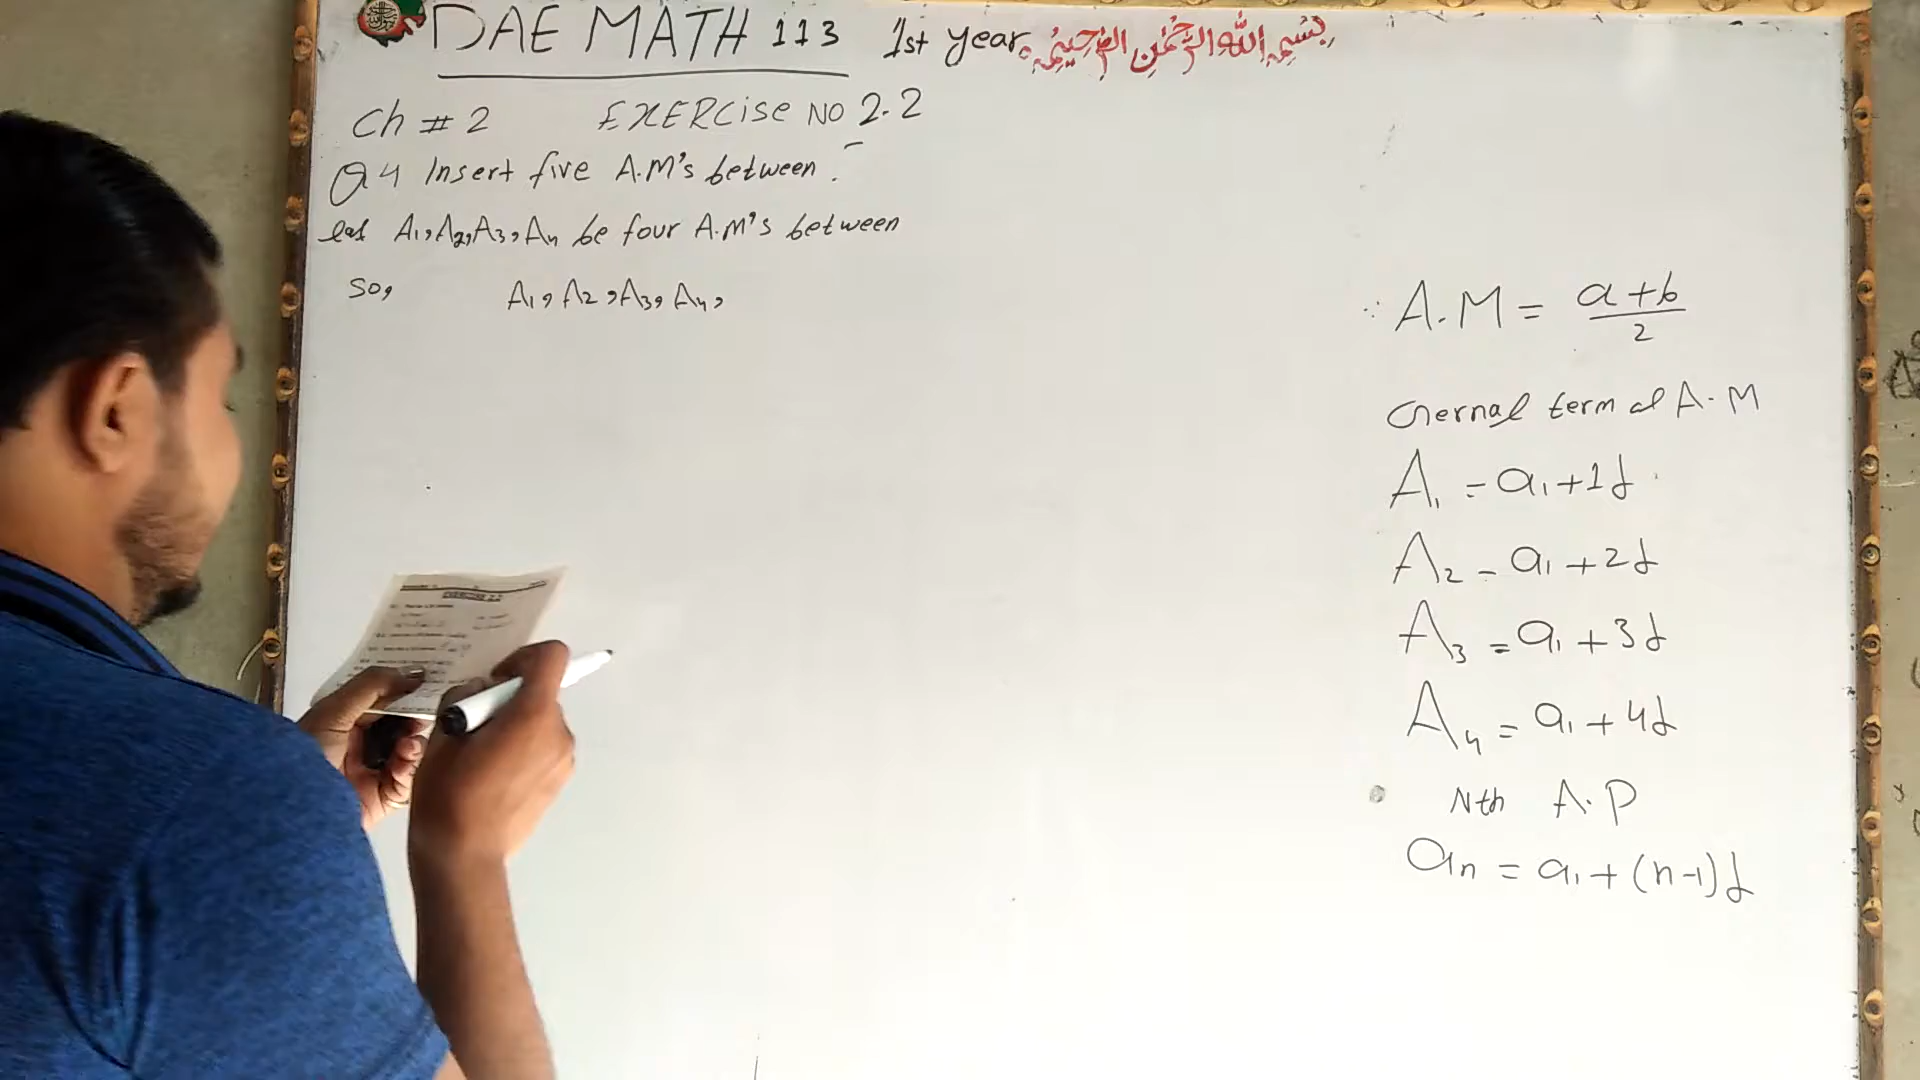 DAE MATH 113 1st year. بِسْمِ اللهِ الرَّحْمٰنِ الرَّحِيْمِ
Ch # 2 EXERCise NO 2.2
Q4 Insert five A.M's between.
let A₁,A₂,A₃,A₄ be four A.M's between
So, A₁, A₂, A₃, A₄,
∵ A.M = a+b/2
Gernal term of A.M
A₁ = a₁+1d
A₂ = a₁+2d
A₃ = a₁+3d
A₄ = a₁+4d
Nth A.P
an = a₁+(n-1)d